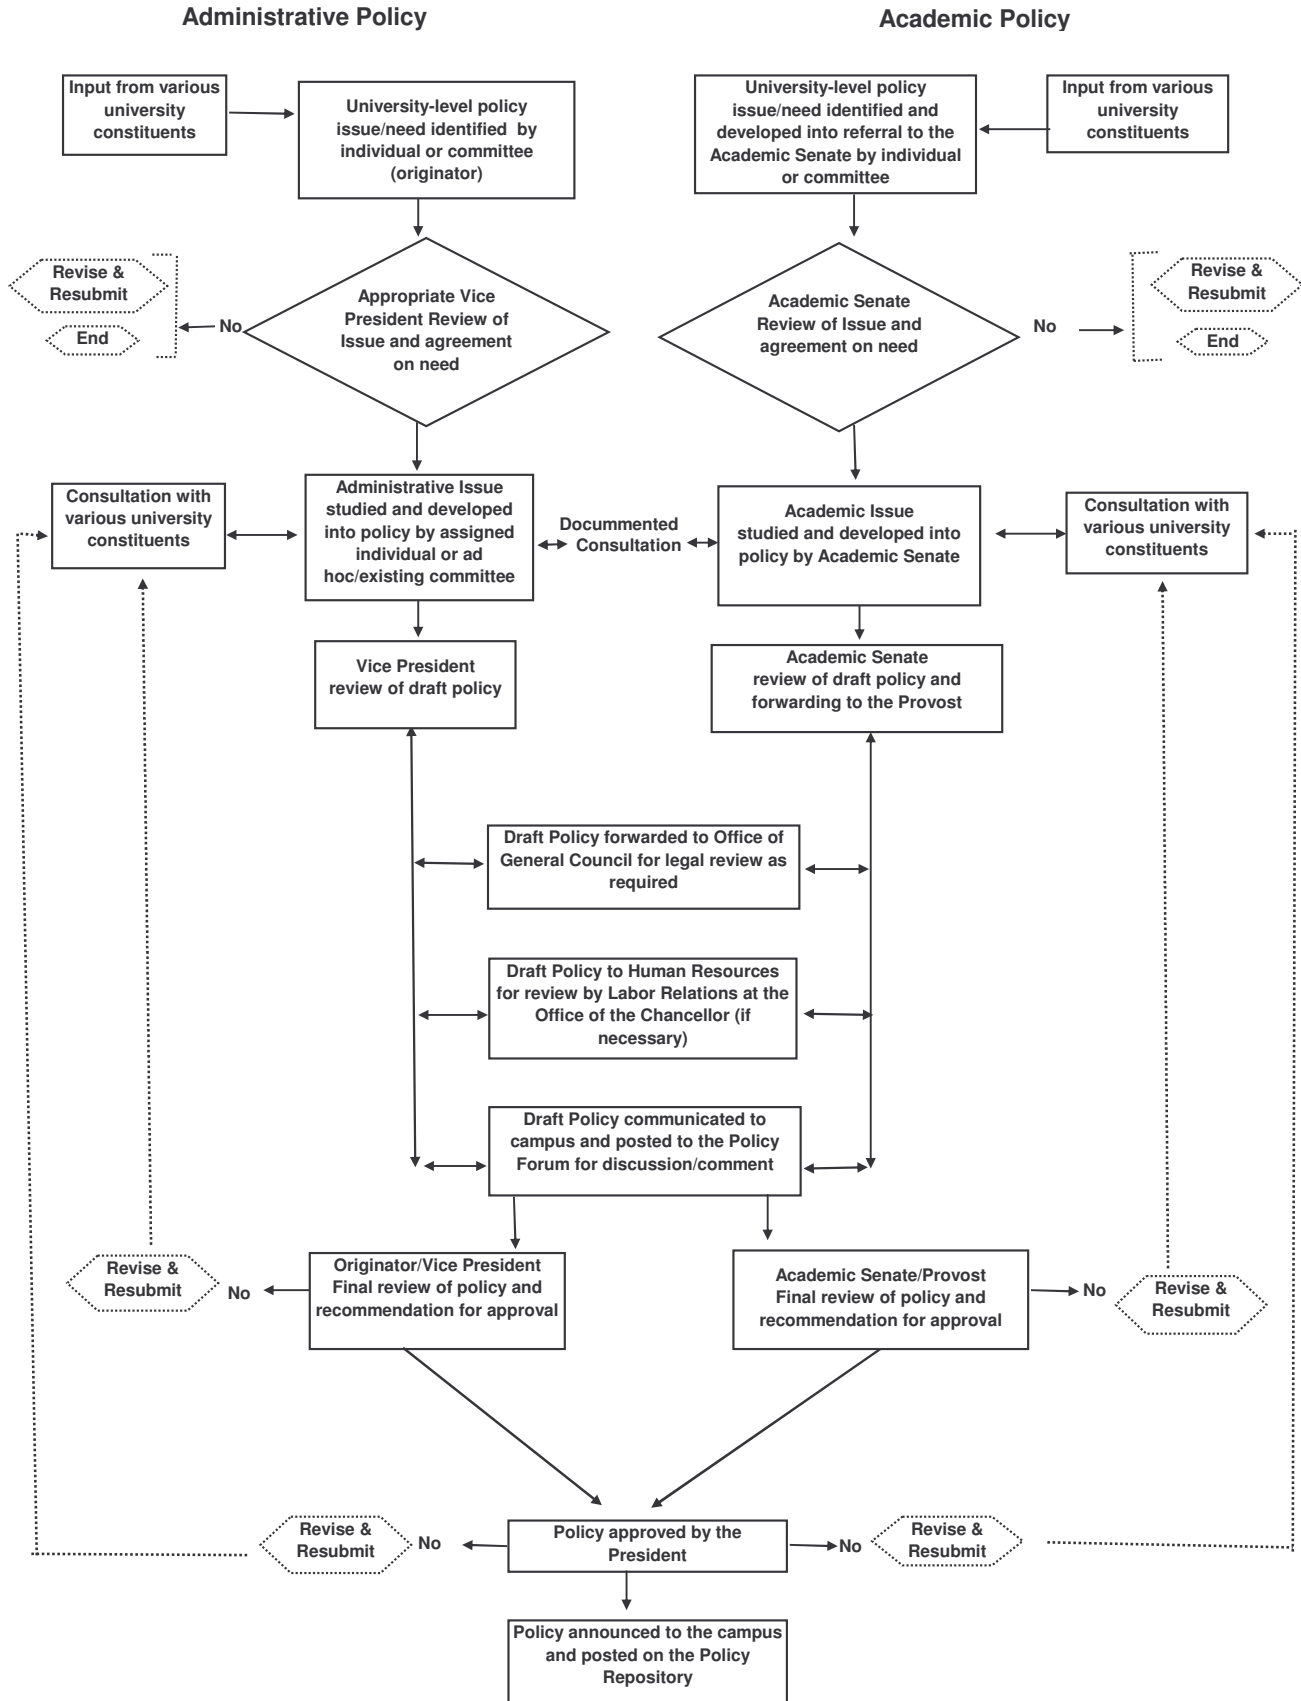 Administrative Policy
Academic Policy
Input from various
university
constituents
University-level policy
issue/need identified  by
individual or committee
(originator)
University-level policy
issue/need identified and
developed into referral to the
Academic Senate by individual
or committee
Input from various
university
constituents
Revise &
Resubmit
End
No
Appropriate Vice
President Review of
Issue and agreement
on need
Academic Senate
Review of Issue and
agreement on need
No
Revise &
Resubmit
End
Consultation with
various university
constituents
Administrative Issue
studied and developed
into policy by assigned
individual or ad
hoc/existing committee
Docummented
Consultation
Academic Issue
studied and developed into
policy by Academic Senate
Consultation with
various university
constituents
Vice President
review of draft policy
Academic Senate
review of draft policy and
forwarding to the Provost
Draft Policy forwarded to Office of
General Council for legal review as
required
Draft Policy to Human Resources
for review by Labor Relations at the
Office of the Chancellor (if
necessary)
Draft Policy communicated to
campus and posted to the Policy
Forum for discussion/comment
Revise &
Resubmit
No
Originator/Vice President
Final review of policy and
recommendation for approval
Academic Senate/Provost
Final review of policy and
recommendation for approval
No
Revise &
Resubmit
Revise &
Resubmit
No
Policy approved by the
President
No
Revise &
Resubmit
Policy announced to the campus
and posted on the Policy
Repository